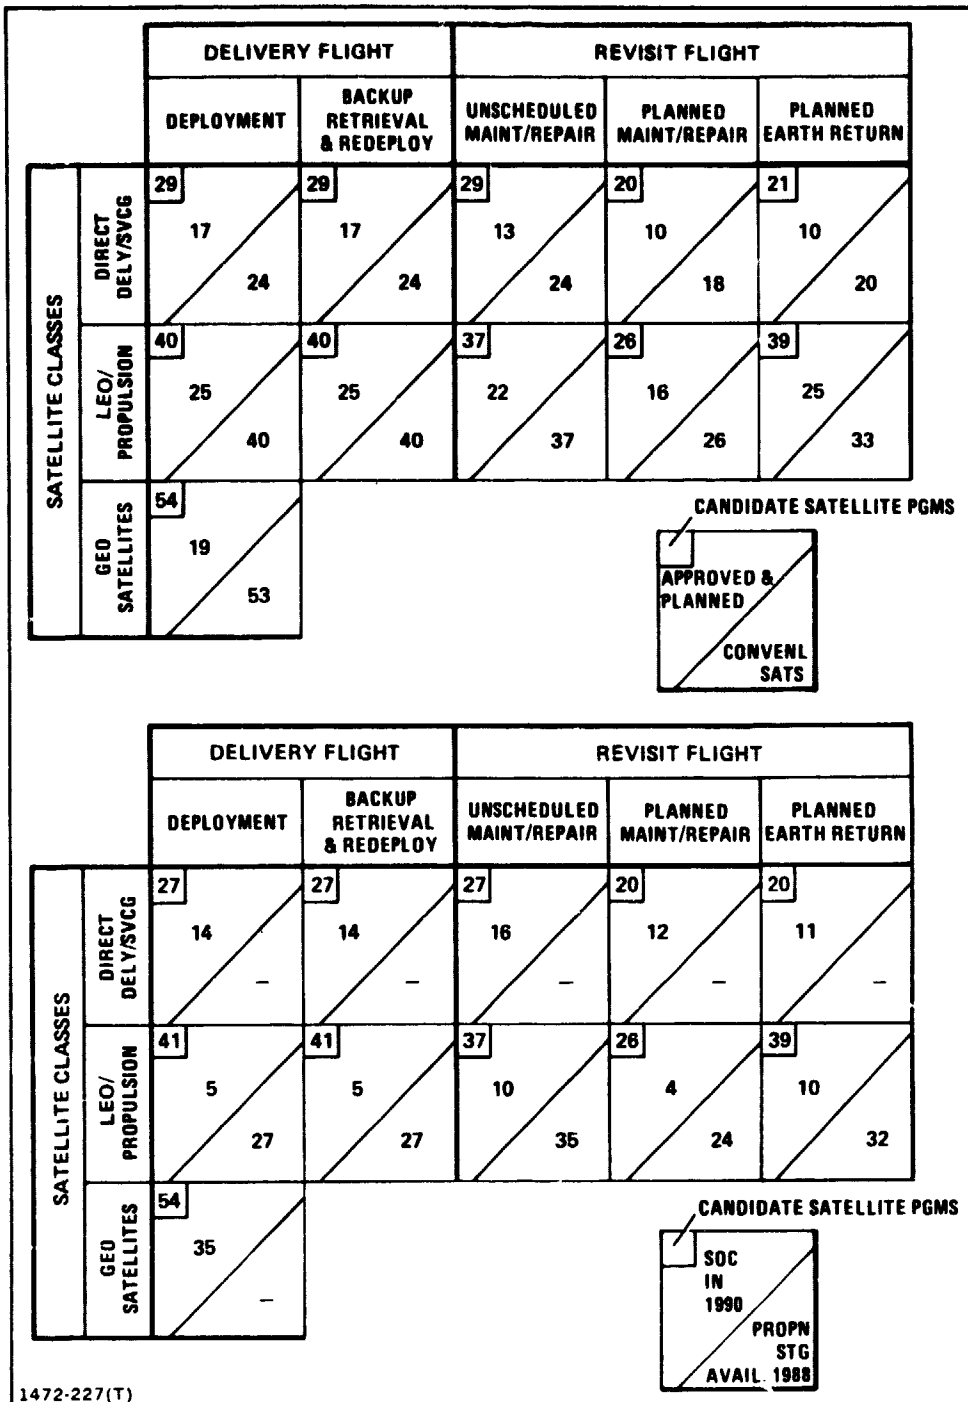 DELIVERY FLIGHT REVISIT FLIGHT
DEPLOYMENT
BACKUP
RETRIEVAL
& REDEPLOY
UNSCHEDULED
MAINT/REPAIR
PLANNED
MAINT/REPAIR
PLANNED
EARTH RETURN
SATELLITE CLASSES
DIRECT
DELY/SVCG
29 29 29 20 21
17 17 13 10 10
24 24 24 18 20
LEO/
PROPULSION
40 40 37 26 39
25 25 22 16 25
40 40 37 26 33
GEO
SATELLITES
54
19
53
CANDIDATE SATELLITE PGMS
APPROVED &
PLANNED
CONVENL
SATS
DELIVERY FLIGHT REVISIT FLIGHT
DEPLOYMENT
BACKUP
RETRIEVAL
& REDEPLOY
UNSCHEDULED
MAINT/REPAIR
PLANNED
MAINT/REPAIR
PLANNED
EARTH RETURN
SATELLITE CLASSES
DIRECT
DELY/SVCG
27 27 27 20 20
14 14 16 12 11
– – – – –
LEO/
PROPULSION
41 41 37 26 39
5 5 10 4 10
27 27 35 24 32
GEO
SATELLITES
54
35
–
CANDIDATE SATELLITE PGMS
SOC
IN
1990
PROPN
STG
AVAIL. 1988
1472-227(T)